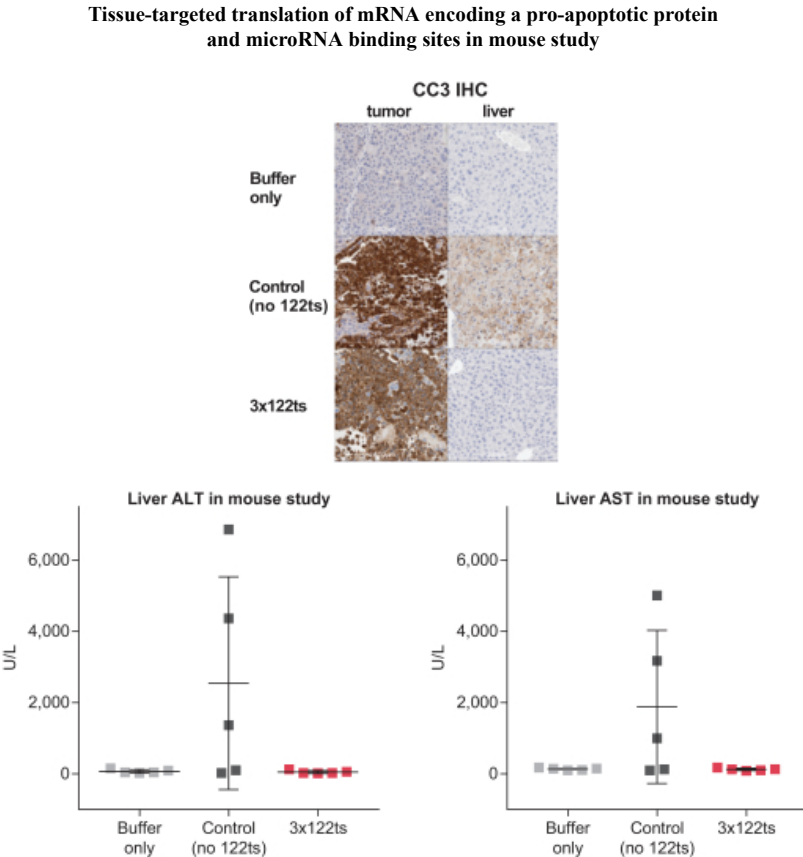 Tissue-targeted translation of mRNA encoding a pro-apoptotic protein
and microRNA binding sites in mouse study
CC3 IHC
tumor liver
Buffer
only
Control
(no 122ts)
3x122ts
Liver ALT in mouse study
6,000
4,000
2,000
0
U/L
Buffer
only
Control
(no 122ts)
3x122ts
Liver AST in mouse study
6,000
4,000
2,000
0
U/L
Buffer
only
Control
(no 122ts)
3x122ts